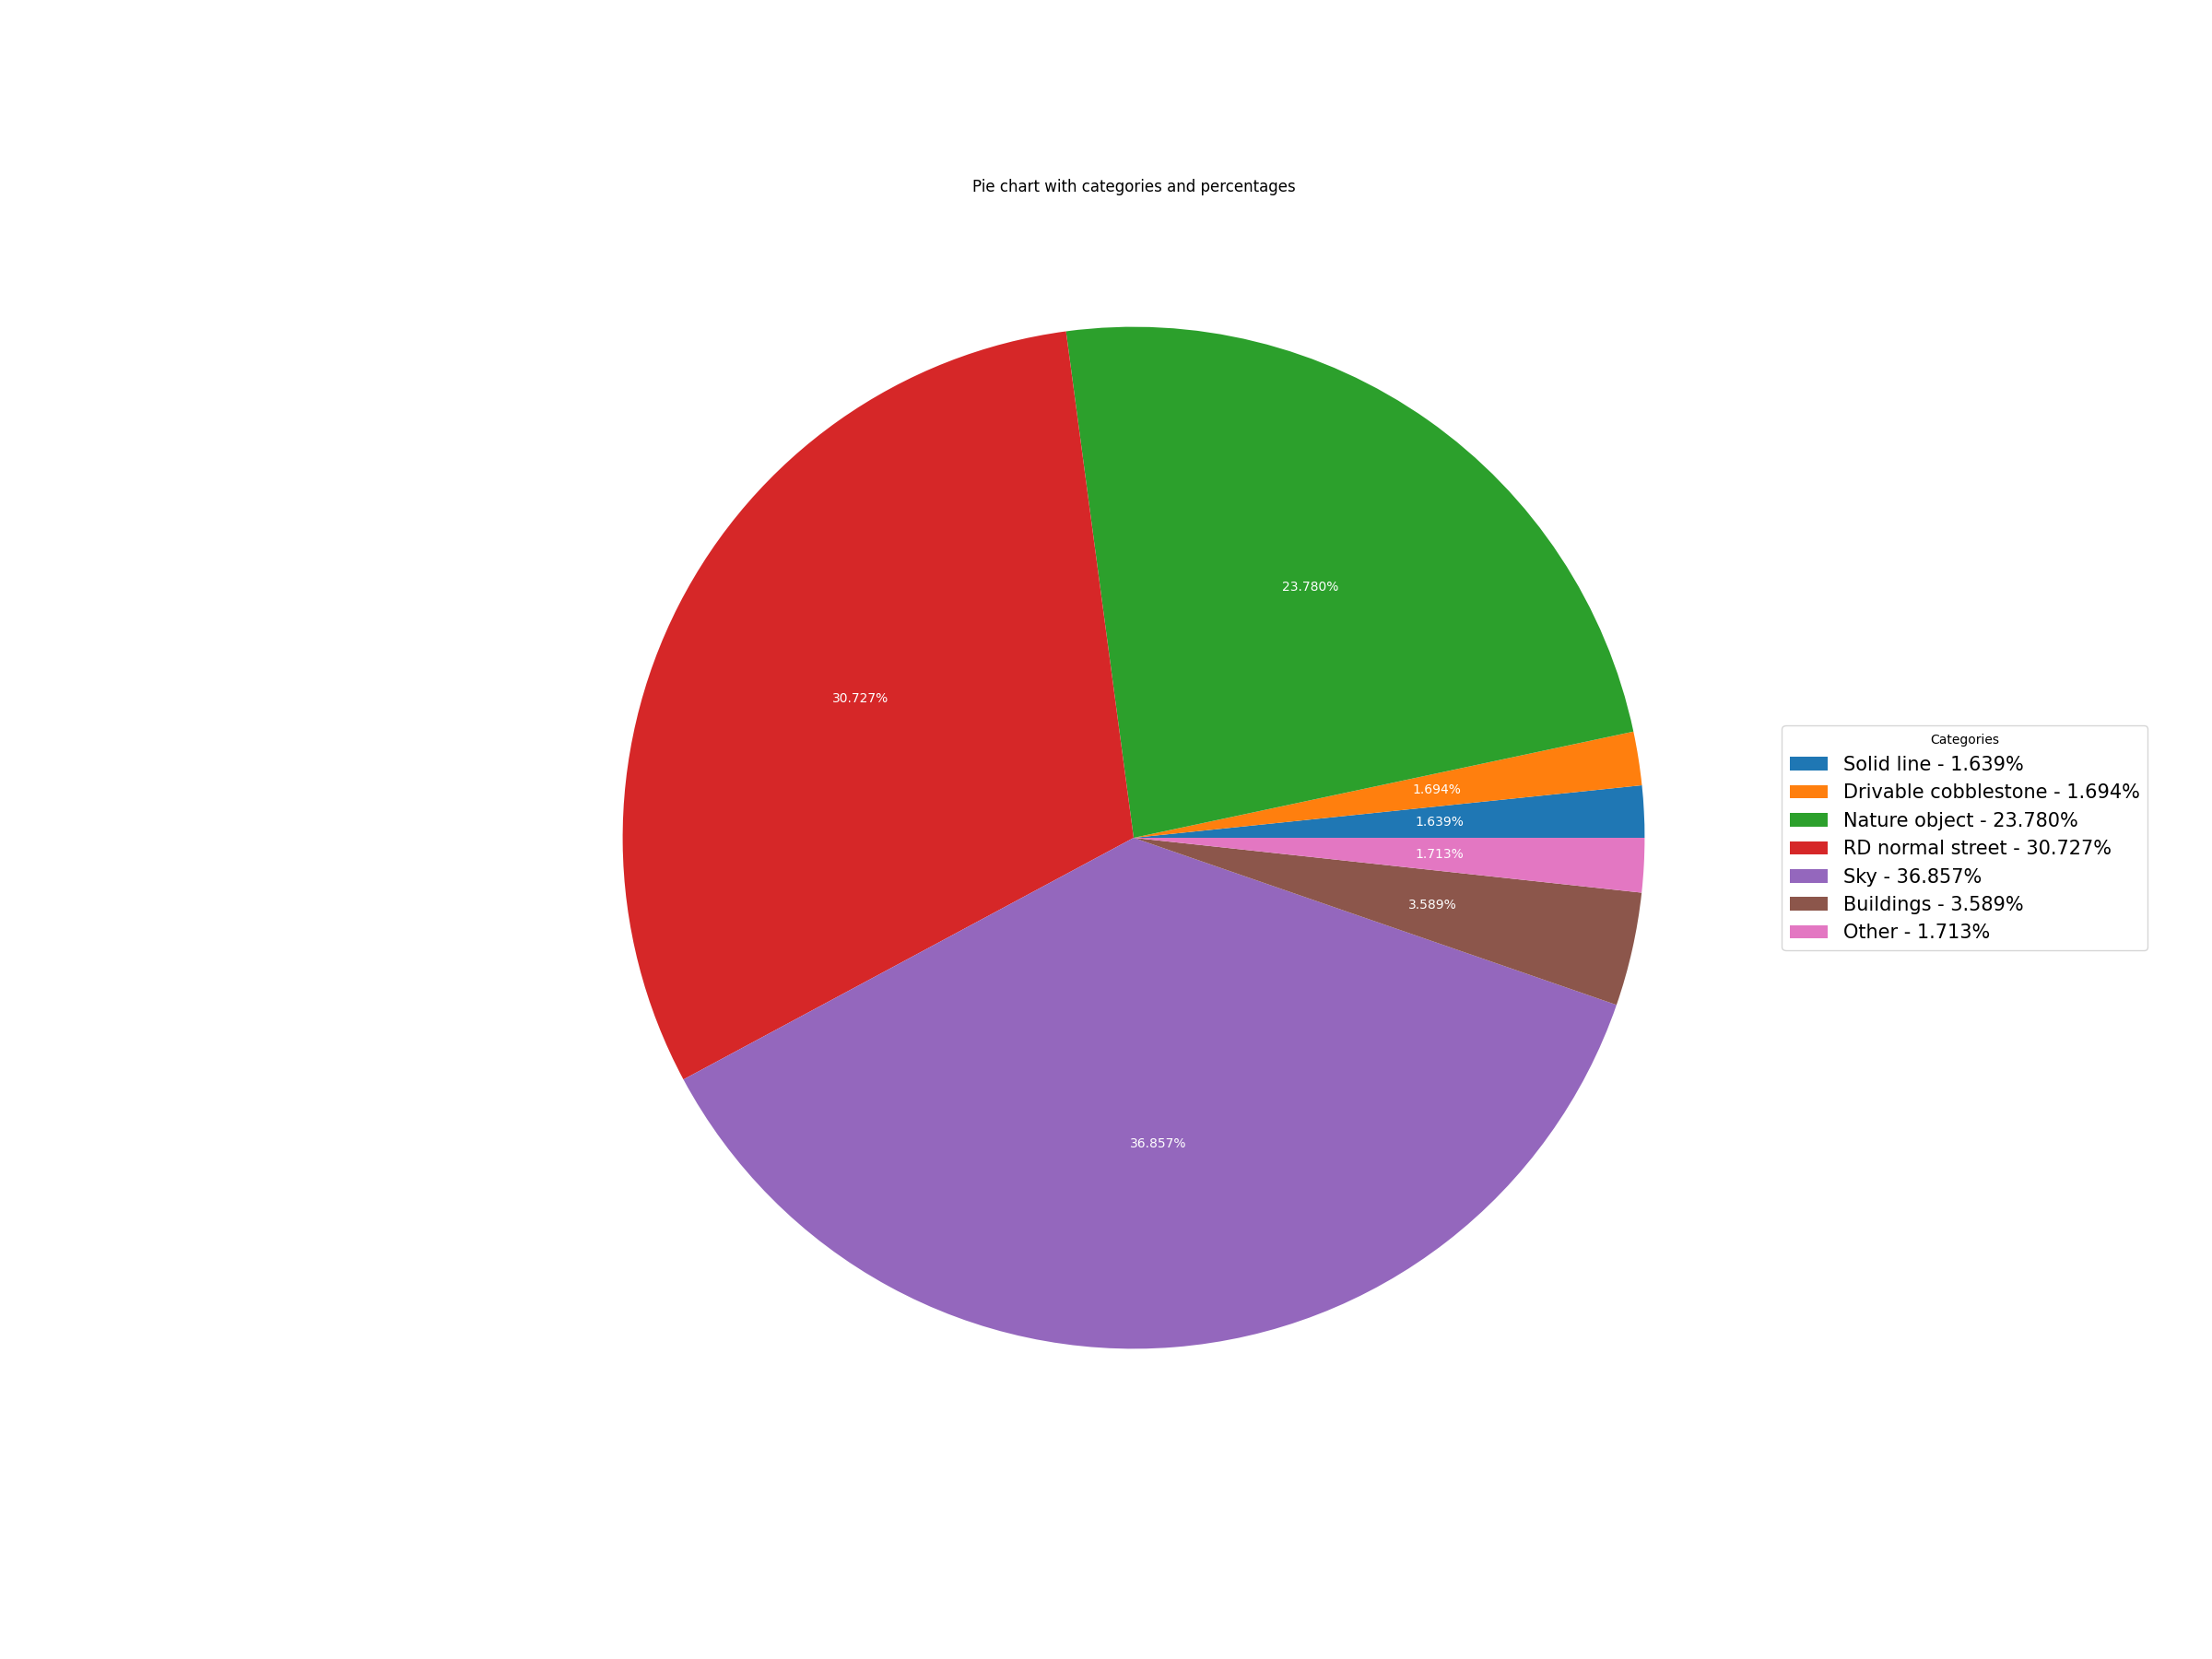 Pie chart with categories and percentages
23.780%
30.727%
1.694%
1.639%
1.713%
3.589%
36.857%
Categories
Solid line - 1.639%
Drivable cobblestone - 1.694%
Nature object - 23.780%
RD normal street - 30.727%
Sky - 36.857%
Buildings - 3.589%
Other - 1.713%